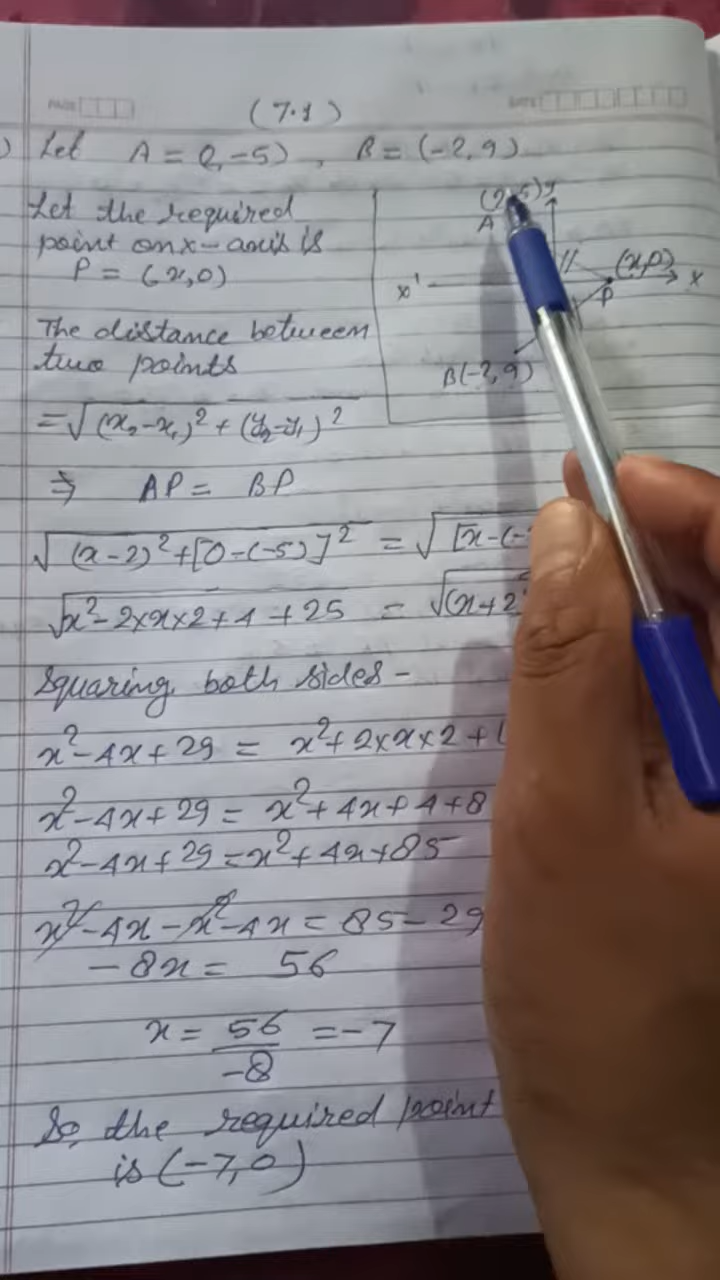 PAGE
(7.1)
DATE
Let A = (2,-5), B = (-2,9)
Let the required
point on x-axis is
P = (x,0)
A
(x,0)
x'
x
P
B(-2,9)
The distance between
two points
=√(x₂-x₁)² + (y₂-y₁)²
⇒ AP = BP
√(x-2)²+[0-(-5)]² = √[x-(-
√x²-2×x×2+4+25 = √(x+2
Squaring both sides-
x²-4x+29 = x²+2×x×2+
x²-4x+29 = x²+4x+4+8
x²-4x+29=x²+4x+85
x²-4x-x²-4x=85-29
-8x= 56
x = 56/-8 =-7
So, the required point
is (-7,0)